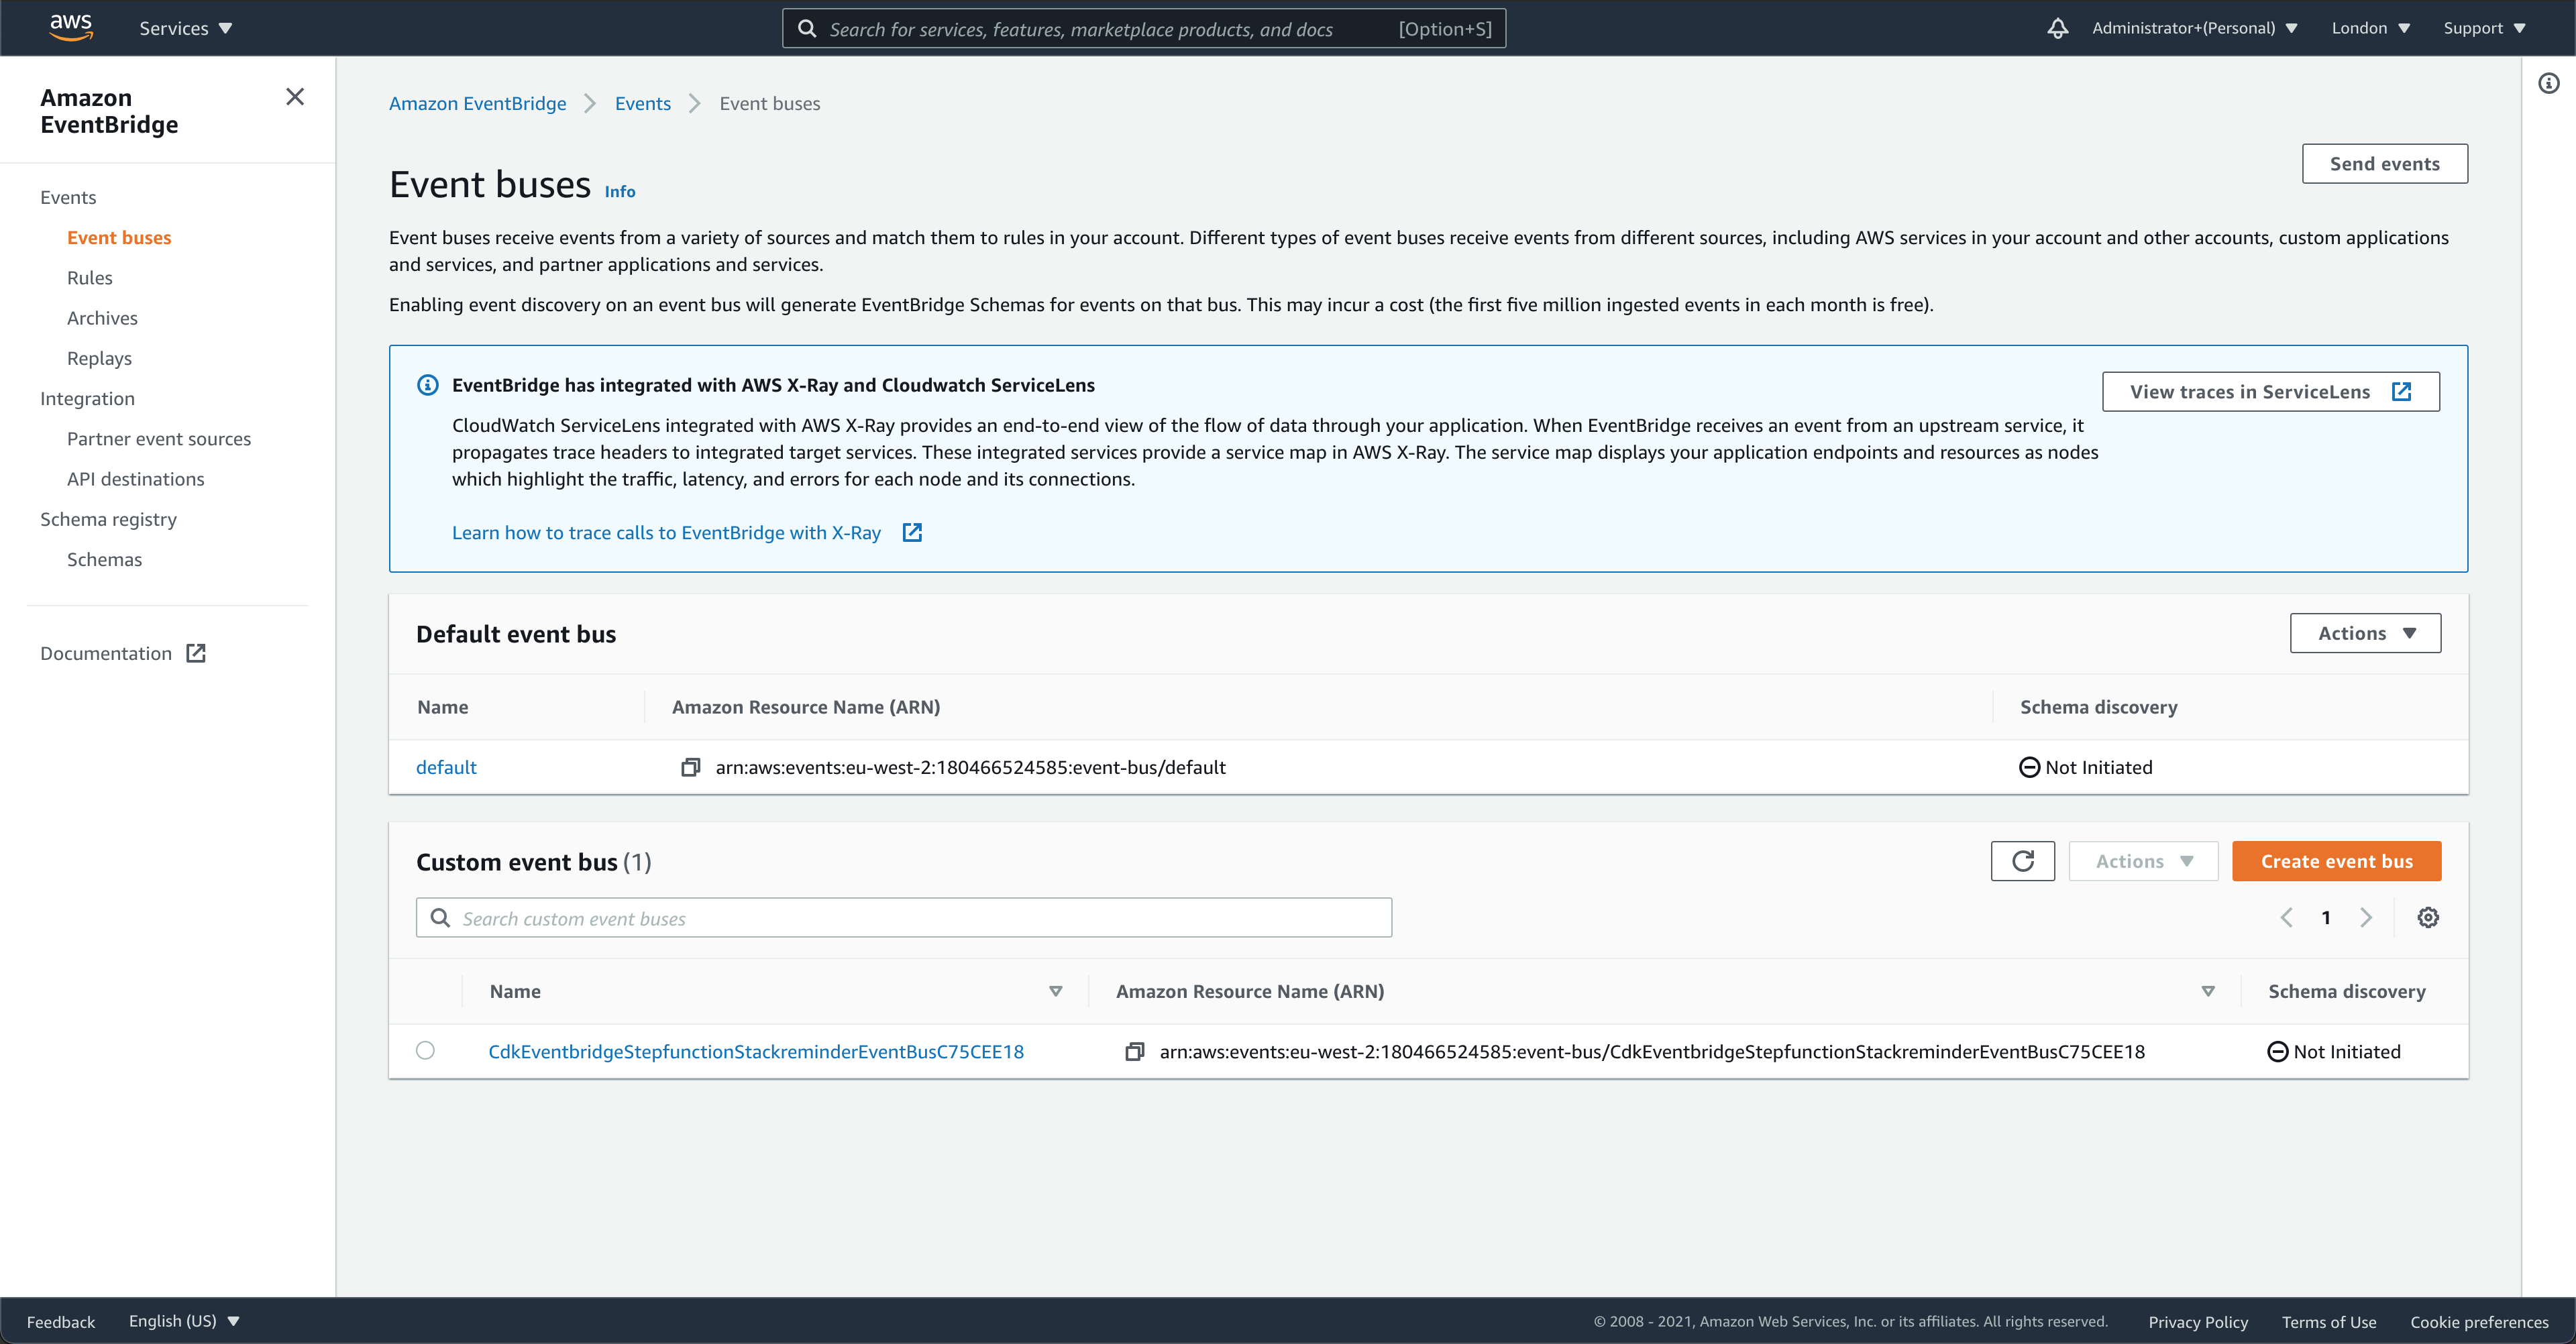 aws
Services
Search for services, features, marketplace products, and docs [Option+S]
Administrator+(Personal)
London
Support
Amazon
EventBridge
Events
Event buses
Rules
Archives
Replays
Integration
Partner event sources
API destinations
Schema registry
Schemas
Documentation
Amazon EventBridge
Events
Event buses
Event buses Info
Send events
Event buses receive events from a variety of sources and match them to rules in your account. Different types of event buses receive events from different sources, including AWS services in your account and other accounts, custom applications
and services, and partner applications and services.
Enabling event discovery on an event bus will generate EventBridge Schemas for events on that bus. This may incur a cost (the first five million ingested events in each month is free).
EventBridge has integrated with AWS X-Ray and Cloudwatch ServiceLens
View traces in ServiceLens
CloudWatch ServiceLens integrated with AWS X-Ray provides an end-to-end view of the flow of data through your application. When EventBridge receives an event from an upstream service, it
propagates trace headers to integrated target services. These integrated services provide a service map in AWS X-Ray. The service map displays your application endpoints and resources as nodes
which highlight the traffic, latency, and errors for each node and its connections.
Learn how to trace calls to EventBridge with X-Ray
Default event bus
Actions
Name Amazon Resource Name (ARN) Schema discovery
default arn:aws:events:eu-west-2:180466524585:event-bus/default Not Initiated
Custom event bus (1)
Actions
Create event bus
Search custom event buses
1
Name Amazon Resource Name (ARN) Schema discovery
CdkEventbridgeStepfunctionStackreminderEventBusC75CEE18 arn:aws:events:eu-west-2:180466524585:event-bus/CdkEventbridgeStepfunctionStackreminderEventBusC75CEE18 Not Initiated
Feedback
English (US)
© 2008 - 2021, Amazon Web Services, Inc. or its affiliates. All rights reserved.
Privacy Policy
Terms of Use
Cookie preferences